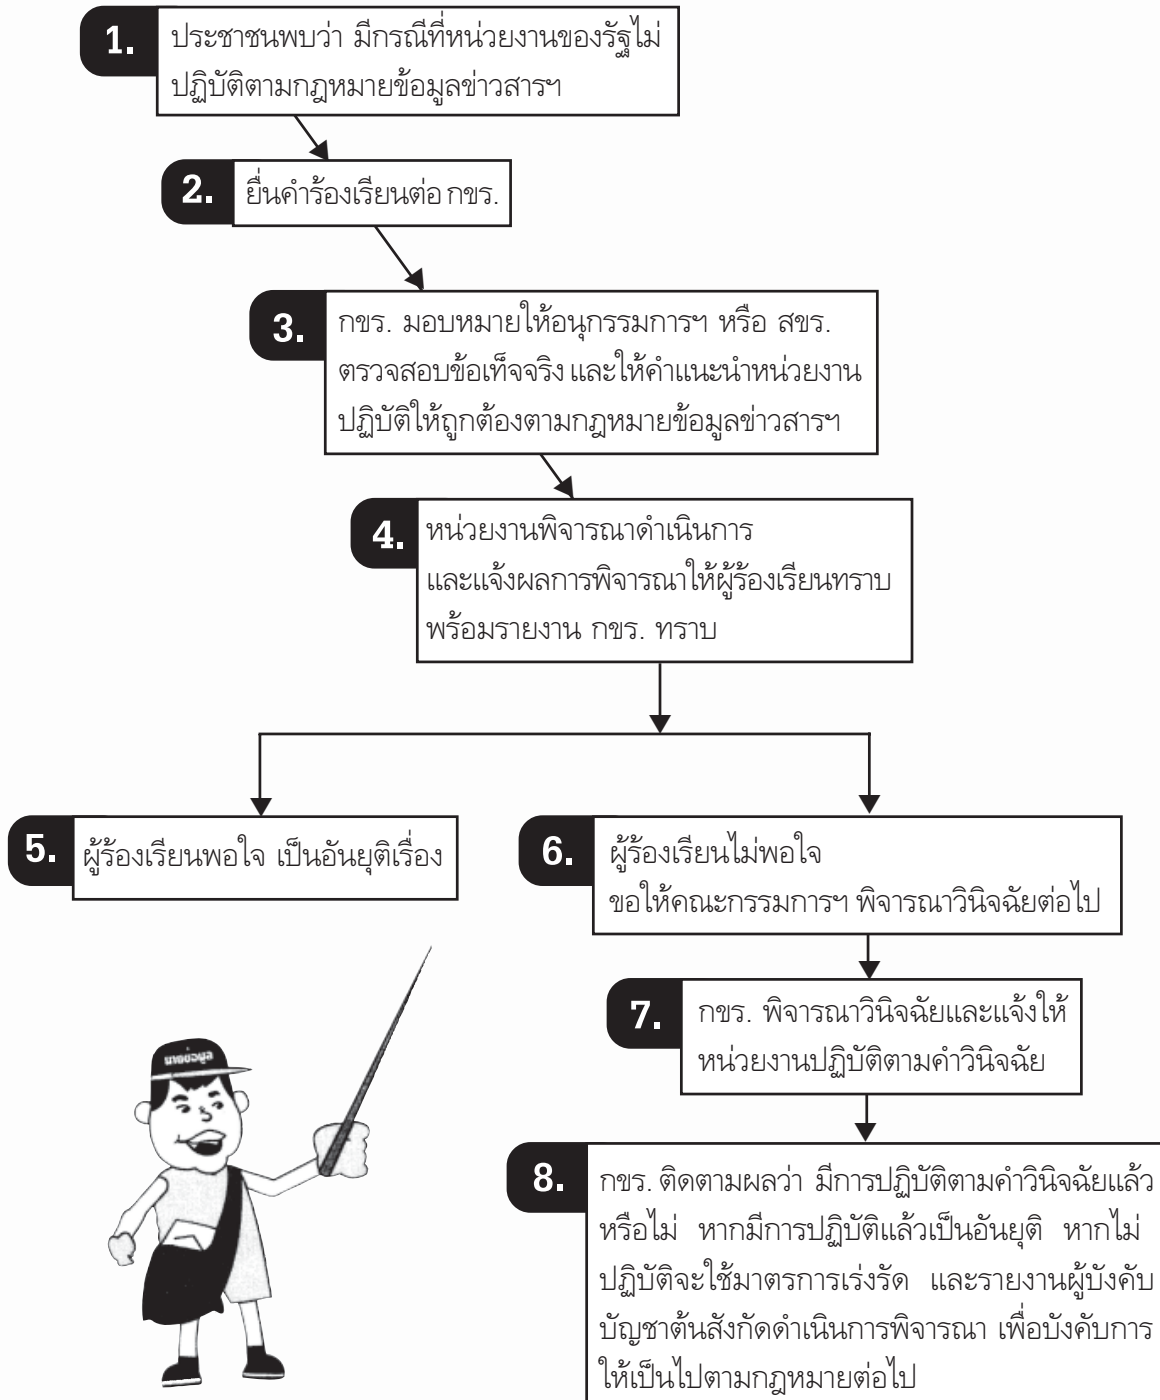 1.
ประชาชนพบว่า มีกรณีที่หน่วยงานของรัฐไม่
ปฏิบัติตามกฎหมายข้อมูลข่าวสารฯ
2.
ยื่นคำร้องเรียนต่อ กขร.
3.
กขร. มอบหมายให้อนุกรรมการฯ หรือ สขร.
ตรวจสอบข้อเท็จจริง และให้คำแนะนำหน่วยงาน
ปฏิบัติให้ถูกต้องตามกฎหมายข้อมูลข่าวสารฯ
4.
หน่วยงานพิจารณาดำเนินการ
และแจ้งผลการพิจารณาให้ผู้ร้องเรียนทราบ
พร้อมรายงาน กขร. ทราบ
5.
ผู้ร้องเรียนพอใจ เป็นอันยุติเรื่อง
6.
ผู้ร้องเรียนไม่พอใจ
ขอให้คณะกรรมการฯ พิจารณาวินิจฉัยต่อไป
7.
กขร. พิจารณาวินิจฉัยและแจ้งให้
หน่วยงานปฏิบัติตามคำวินิจฉัย
นายข้อมูล
8.
กขร. ติดตามผลว่า มีการปฏิบัติตามคำวินิจฉัยแล้ว
หรือไม่ หากมีการปฏิบัติแล้วเป็นอันยุติ หากไม่
ปฏิบัติจะใช้มาตรการเร่งรัด และรายงานผู้บังคับ
บัญชาต้นสังกัดดำเนินการพิจารณา เพื่อบังคับการ
ให้เป็นไปตามกฎหมายต่อไป